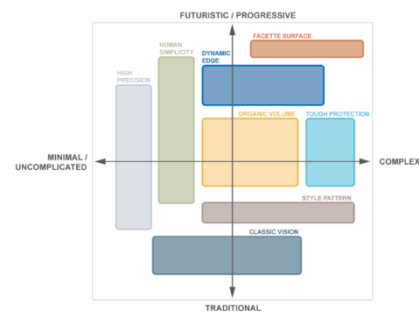 FUTURISTIC / PROGRESSIVE
FACETTE SURFACE
HUMAN
SIMPLICITY
DYNAMIC
EDGE
HIGH
PRECISION
ORGANIC VOLUME
TOUGH PROTECTION
MINIMAL /
UNCOMPLICATED
COMPLEX
STYLE PATTERN
CLASSIC VISION
TRADITIONAL